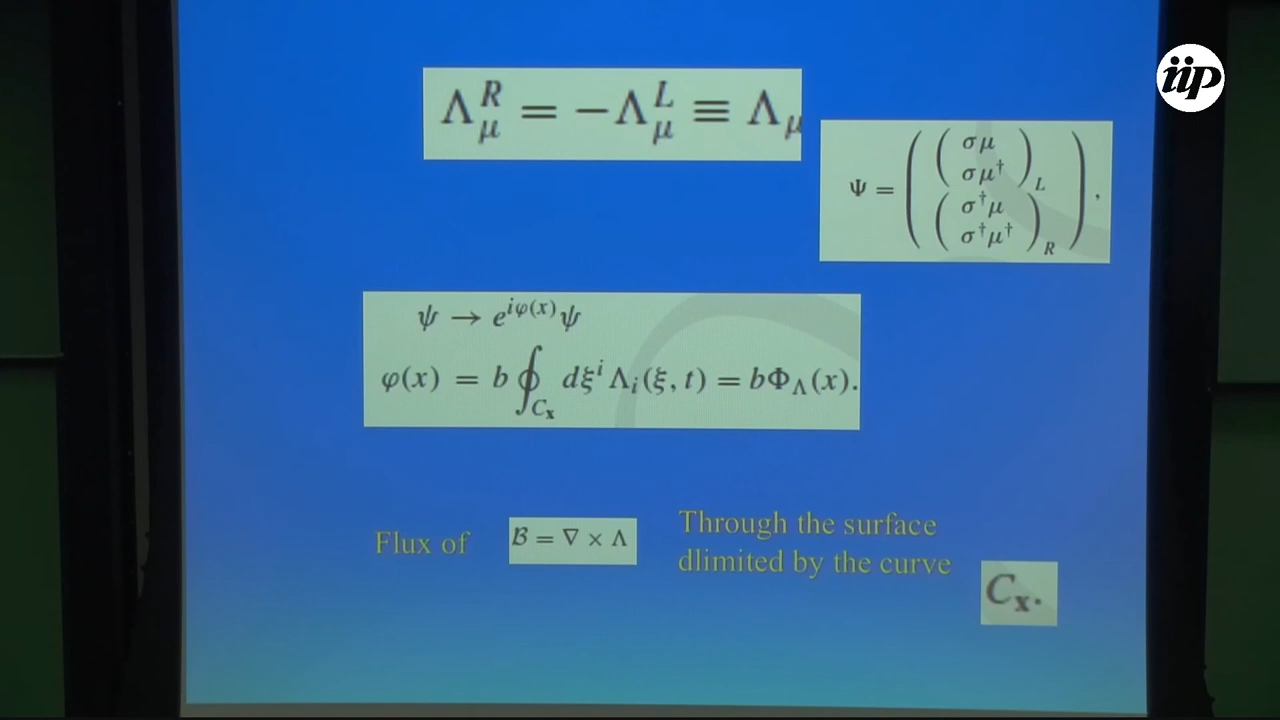 iip
Λ^R_μ = −Λ^L_μ ≡ Λ_μ
Ψ = ( ( σμ
σμ† )_L
( σ†μ
σ†μ† )_R ) ,
ψ → e^{iφ(x)}ψ
φ(x) = b ∮_{C_x} dξ^i Λ_i(ξ, t) = bΦ_Λ(x).
Flux of B = ∇ × Λ Through the surface
dlimited by the curve
C_x.